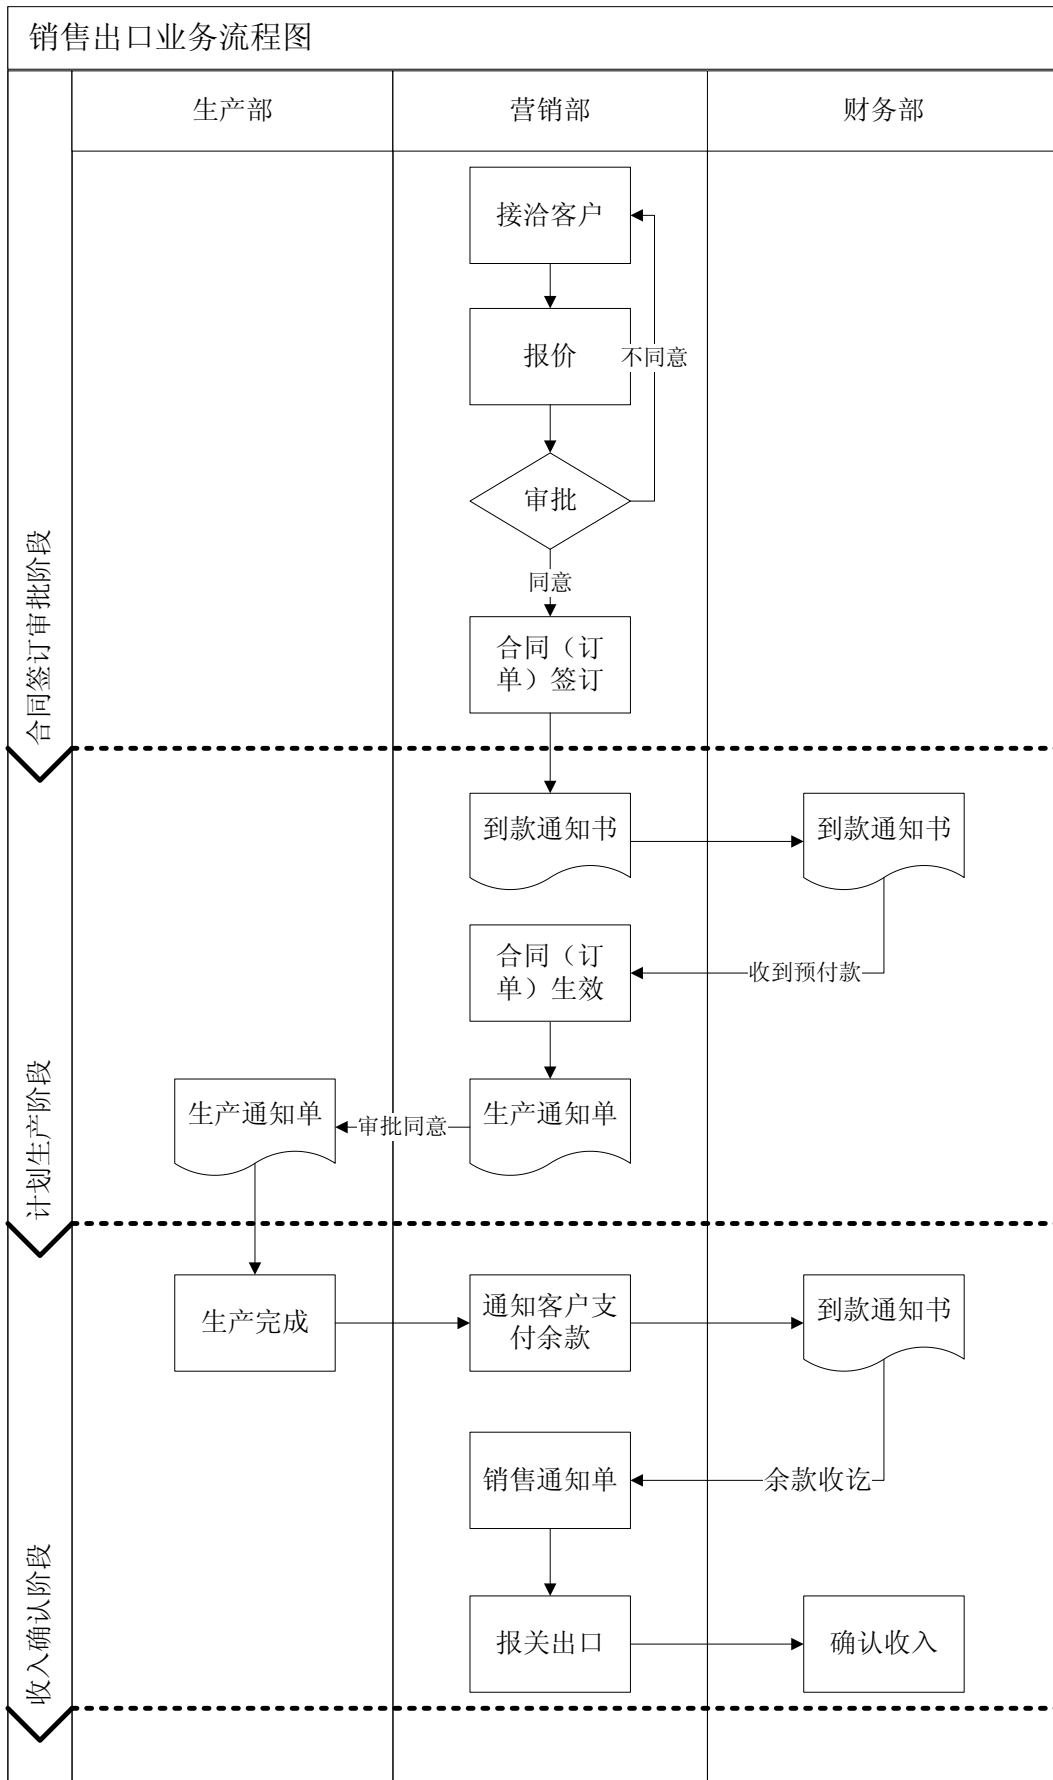 销售出口业务流程图
生产部
营销部
财务部
合同签订审批阶段
接洽客户
报价
不同意
审批
同意
合同（订
单）签订
计划生产阶段
到款通知书
到款通知书
合同（订
单）生效
收到预付款
生产通知单
审批同意
生产通知单
收入确认阶段
生产完成
通知客户支
付余款
到款通知书
销售通知单
余款收讫
报关出口
确认收入